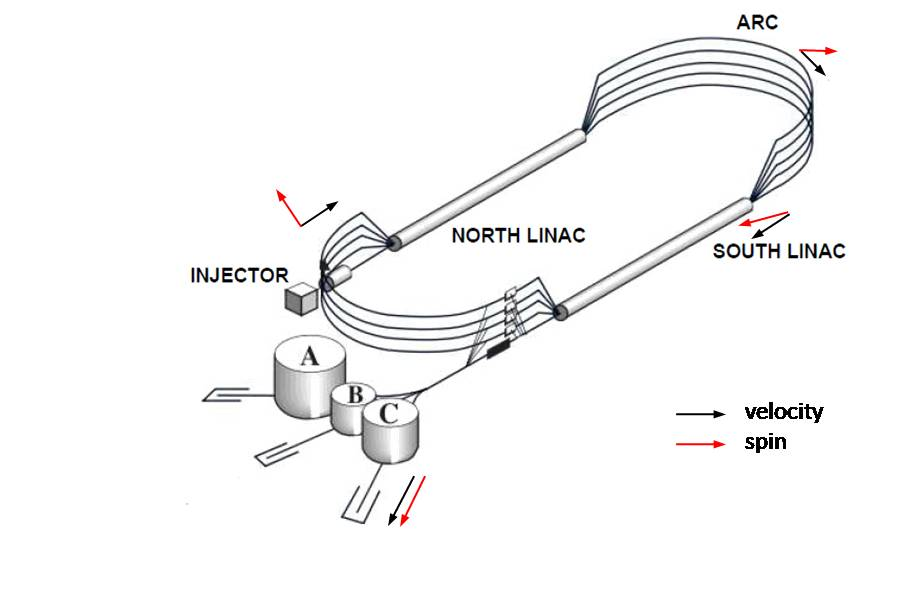 ARC
NORTH LINAC
SOUTH LINAC
INJECTOR
A
B
C
velocity
spin